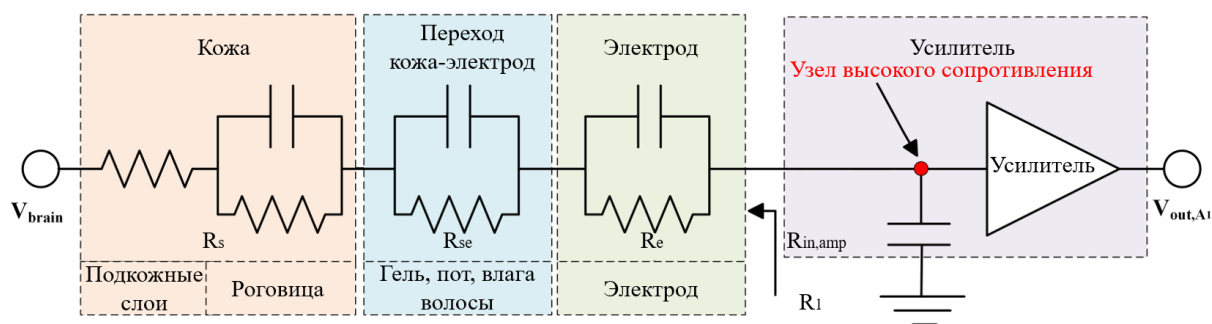 Кожа
Переход
кожа-электрод
Электрод
Усилитель
Узел высокого сопротивления
Усилитель
V_brain
V_out,A1
R_s
R_se
R_e
R_in,amp
R_1
Подкожные
слои
Роговица
Гель, пот, влага
волосы
Электрод